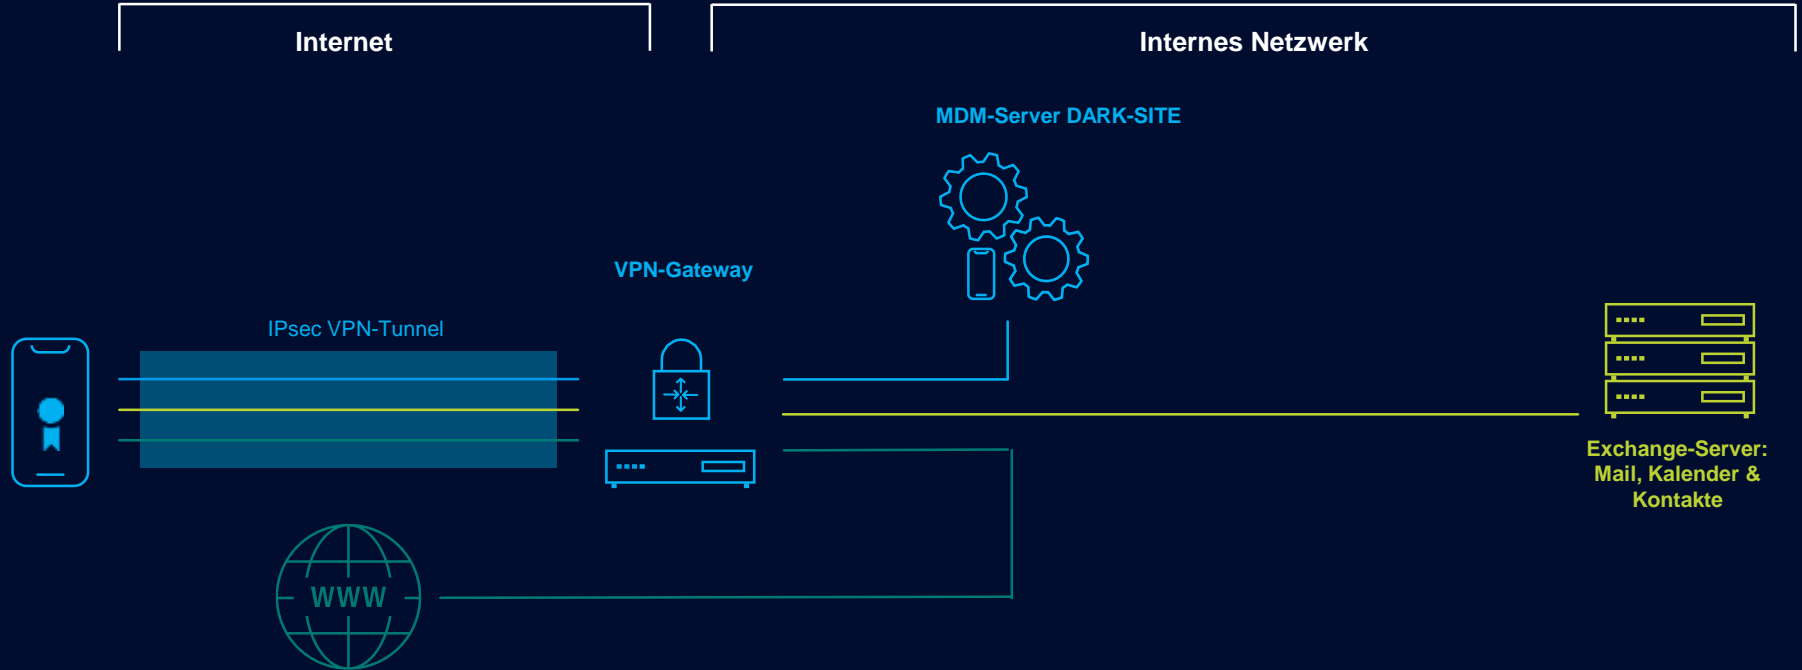 Internet
Internes Netzwerk
MDM-Server DARK-SITE
VPN-Gateway
IPsec VPN-Tunnel
Exchange-Server:
Mail, Kalender &
Kontakte
WWW